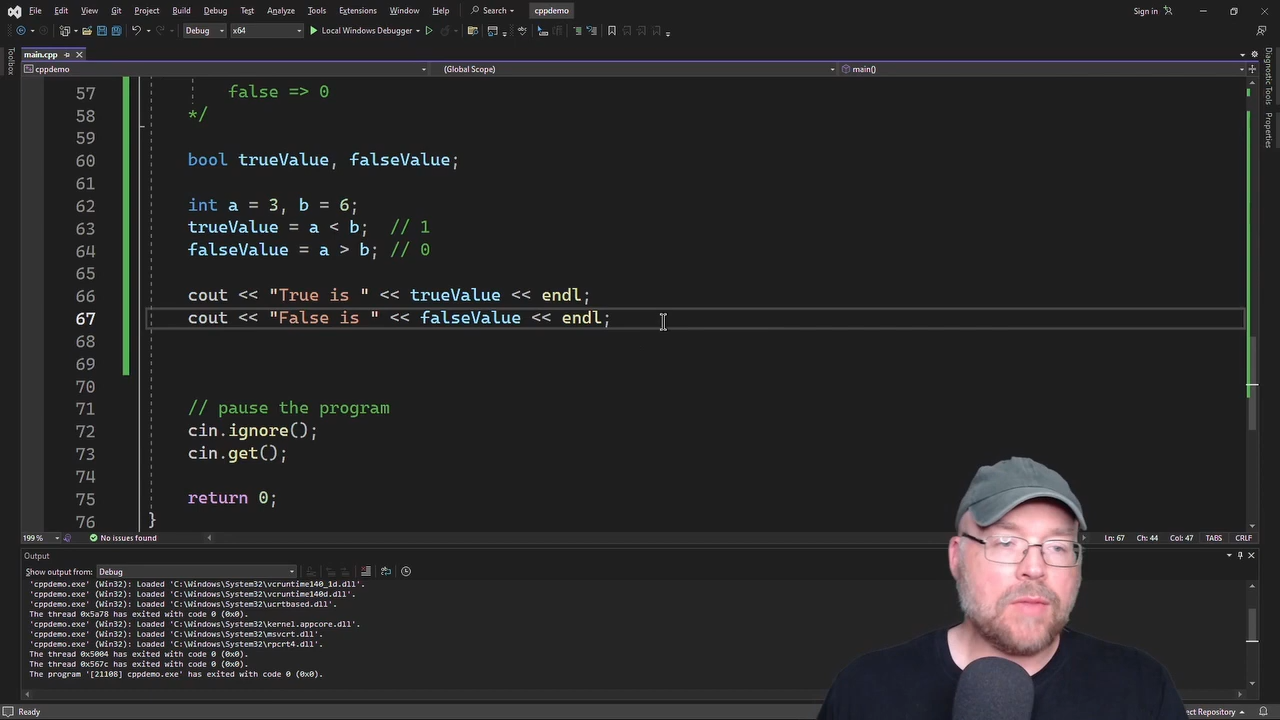 File Edit View Git Project Build Debug Test Analyze Tools Extensions Window Help Search cppdemo Sign in
Debug x64 Local Windows Debugger
main.cpp
cppdemo (Global Scope) main()
57 false => 0
58 */
59
60 bool trueValue, falseValue;
61
62 int a = 3, b = 6;
63 trueValue = a < b; // 1
64 falseValue = a > b; // 0
65
66 cout << "True is " << trueValue << endl;
67 cout << "False is " << falseValue << endl;
68
69
70
71 // pause the program
72 cin.ignore();
73 cin.get();
74
75 return 0;
76 }
Toolbox
Diagnostic Tools
Properties
199 % No issues found Ln: 67 Ch: 44 Col: 47 TABS CRLF
Output
Show output from: Debug
'cppdemo.exe' (Win32): Loaded 'C:\Windows\System32\vcruntime140_1d.dll'.
'cppdemo.exe' (Win32): Loaded 'C:\Windows\System32\vcruntime140d.dll'.
'cppdemo.exe' (Win32): Loaded 'C:\Windows\System32\ucrtbased.dll'.
The thread 0x5a78 has exited with code 0 (0x0).
'cppdemo.exe' (Win32): Loaded 'C:\Windows\System32\kernel.appcore.dll'.
'cppdemo.exe' (Win32): Loaded 'C:\Windows\System32\msvcrt.dll'.
'cppdemo.exe' (Win32): Loaded 'C:\Windows\System32\rpcrt4.dll'.
The thread 0x5004 has exited with code 0 (0x0).
The thread 0x567c has exited with code 0 (0x0).
The program '[21108] cppdemo.exe' has exited with code 0 (0x0).
Ready Repository